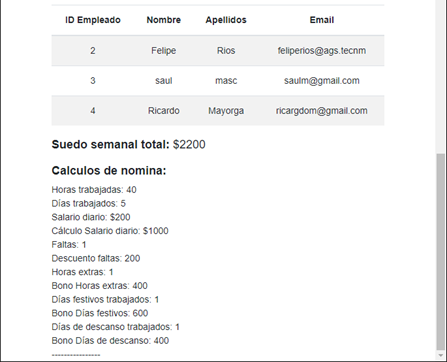 ID Empleado Nombre Apellidos Email
2 Felipe Rios feliperios@ags.tecnm
3 saul masc saulm@gmail.com
4 Ricardo Mayorga ricargdom@gmail.com
Suedo semanal total: $2200
Calculos de nomina:
Horas trabajadas: 40
Días trabajados: 5
Salario diario: $200
Cálculo Salario diario: $1000
Faltas: 1
Descuento faltas: 200
Horas extras: 1
Bono Horas extras: 400
Días festivos trabajados: 1
Bono Días festivos: 600
Días de descanso trabajados: 1
Bono Días de descanso: 400
----------------